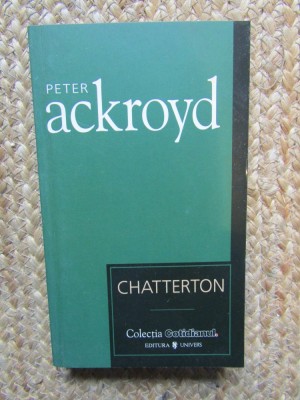 PETER
ackroyd
CHATTERTON
Colecția Cotidianul.
EDITURA UNIVERS